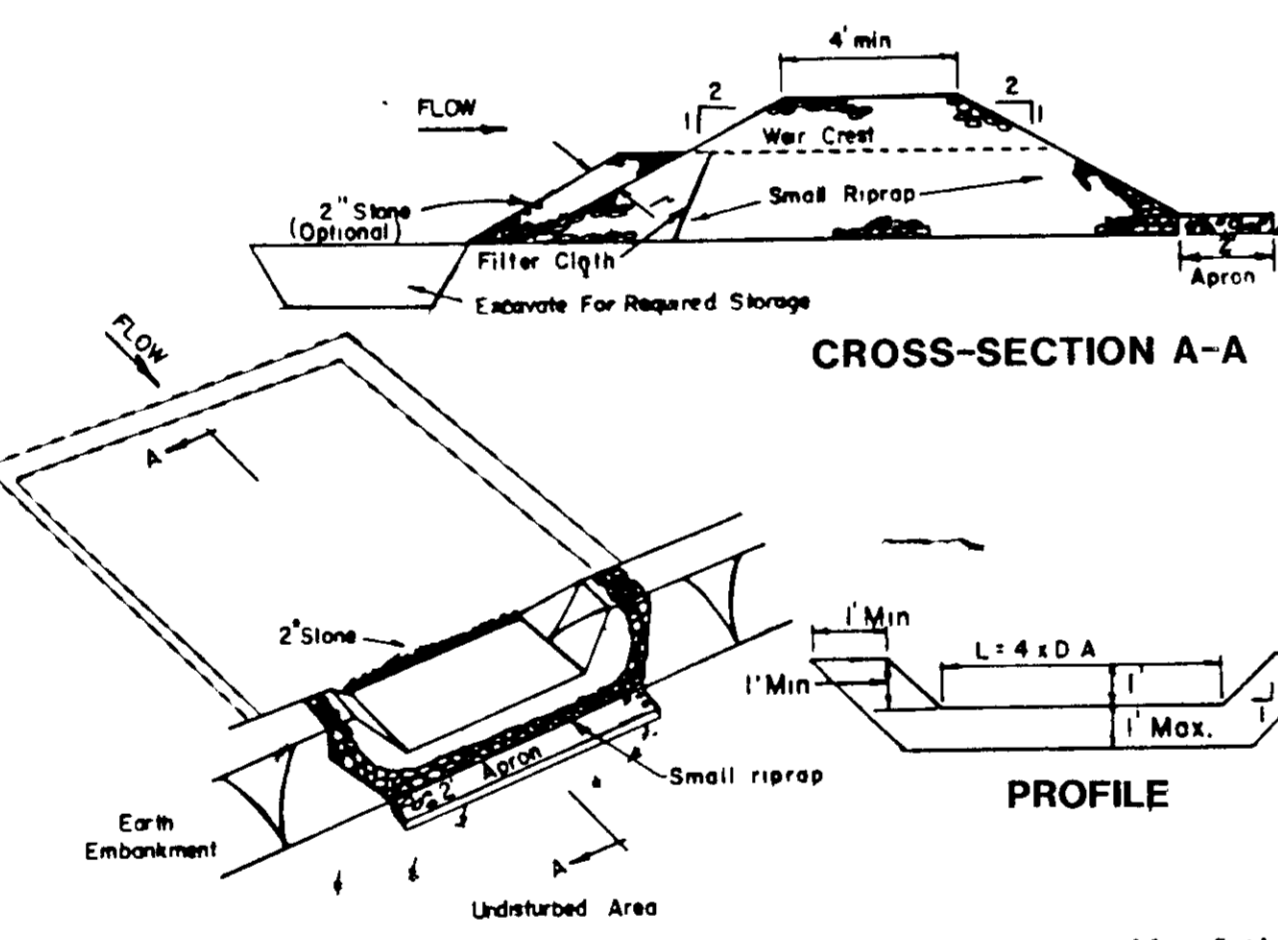 4' min
FLOW
2
1
2
1
Weir Crest
2" Stone
(Optional)
Small Riprap
Filter Cloth
2'
Apron
Excavate For Required Storage
CROSS-SECTION A-A
FLOW
A
2" Stone
1' Min
L = 4 x D A
1' Min
1'
1' Max.
1
PROFILE
2'
Apron
Small riprap
Earth
Embankment
A
Undisturbed Area